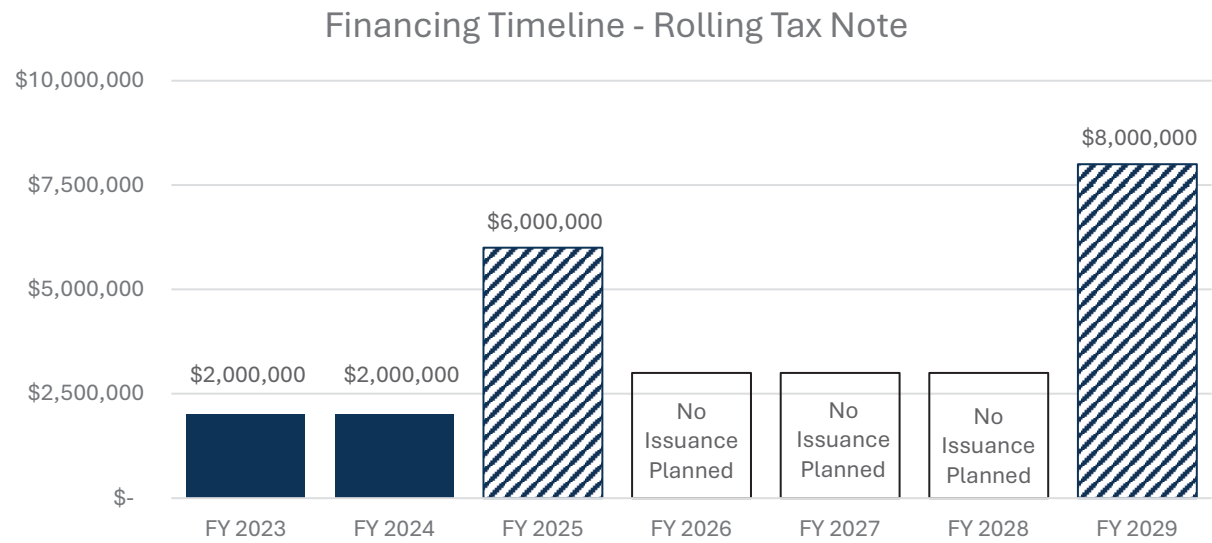 Financing Timeline - Rolling Tax Note
$10,000,000
$7,500,000
$5,000,000
$2,500,000
$-
$2,000,000
$2,000,000
$6,000,000
No
Issuance
Planned
No
Issuance
Planned
No
Issuance
Planned
$8,000,000
FY 2023
FY 2024
FY 2025
FY 2026
FY 2027
FY 2028
FY 2029